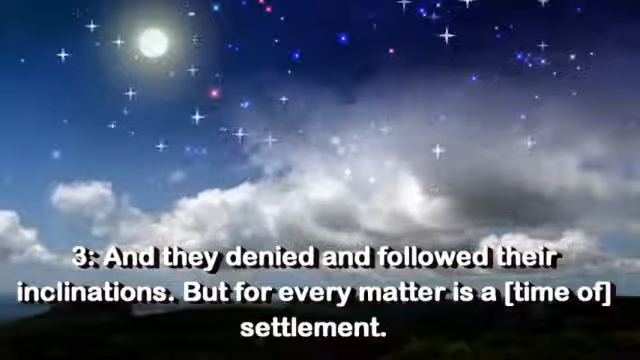 3: And they denied and followed their
inclinations. But for every matter is a [time of]
settlement.